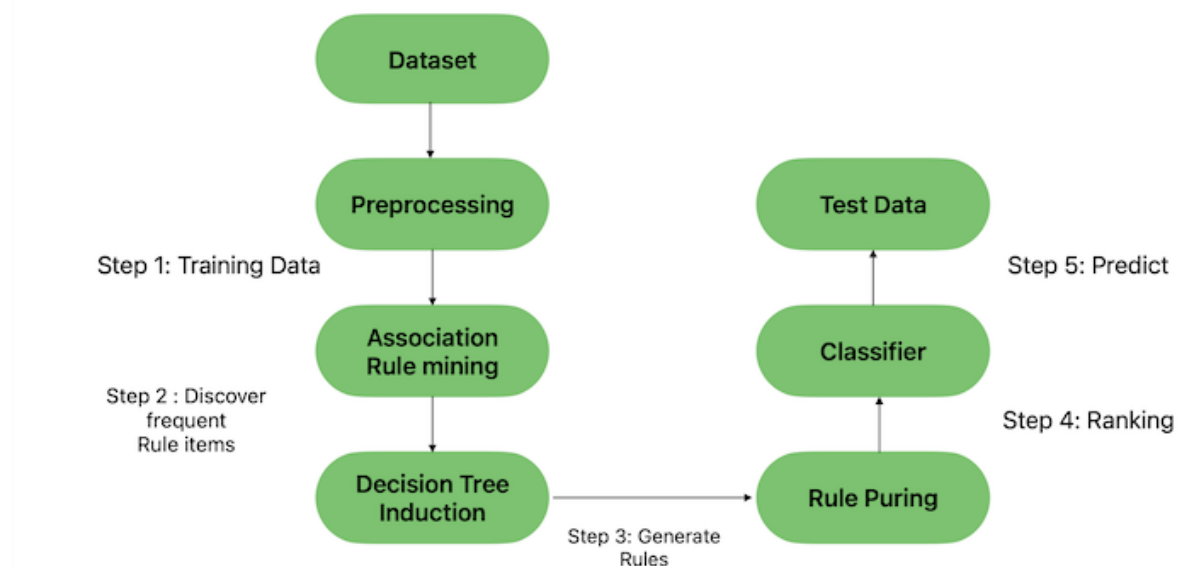 Dataset
Preprocessing
Step 1: Training Data
Association
Rule mining
Step 2 : Discover
frequent
Rule items
Decision Tree
Induction
Step 3: Generate
Rules
Rule Puring
Step 4: Ranking
Classifier
Step 5: Predict
Test Data